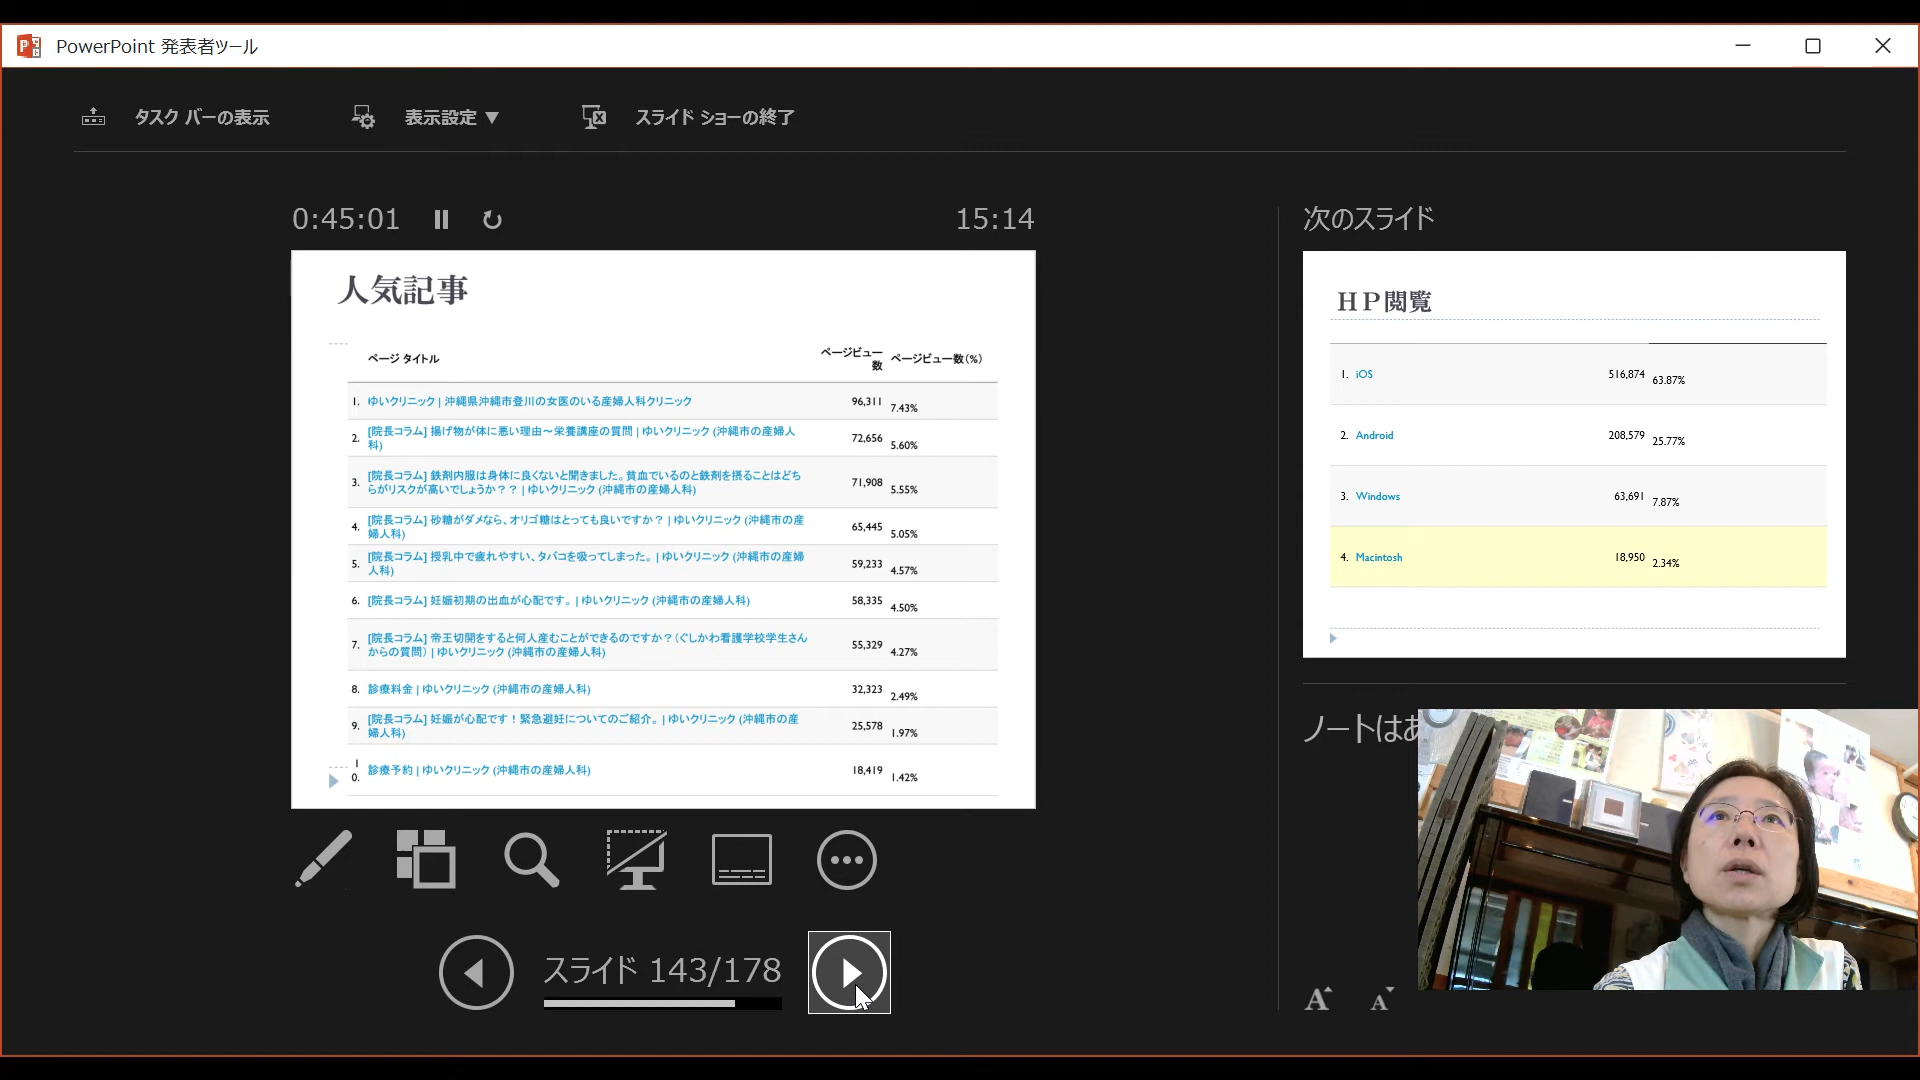 PowerPoint 発表者ツール
タスク バーの表示
表示設定 ▼
スライド ショーの終了
0:45:01
15:14
人気記事
ページ タイトル
ページビュー
数
ページビュー数(%)
1. ゆいクリニック | 沖縄県沖縄市登川の女医のいる産婦人科クリニック 96,311 7.43%
2. [院長コラム] 揚げ物が体に悪い理由～栄養講座の質問 | ゆいクリニック (沖縄市の産婦人
科) 72,656 5.60%
3. [院長コラム] 鉄剤内服は身体に良くないと聞きました。貧血でいるのと鉄剤を摂ることはどち
らがリスクが高いでしょうか？？ | ゆいクリニック (沖縄市の産婦人科) 71,908 5.55%
4. [院長コラム] 砂糖がダメなら、オリゴ糖はとっても良いですか？ | ゆいクリニック (沖縄市の産
婦人科) 65,445 5.05%
5. [院長コラム] 授乳中で疲れやすい、タバコを吸ってしまった。 | ゆいクリニック (沖縄市の産婦
人科) 59,233 4.57%
6. [院長コラム] 妊娠初期の出血が心配です。 | ゆいクリニック (沖縄市の産婦人科) 58,335 4.50%
7. [院長コラム] 帝王切開をすると何人産むことができるのですか？（ぐしかわ看護学校学生さん
からの質問） | ゆいクリニック (沖縄市の産婦人科) 55,329 4.27%
8. 診療料金 | ゆいクリニック (沖縄市の産婦人科) 32,323 2.49%
9. [院長コラム] 妊娠が心配です！緊急避妊についてのご紹介。 | ゆいクリニック (沖縄市の産
婦人科) 25,578 1.97%
10. 診療予約 | ゆいクリニック (沖縄市の産婦人科) 18,419 1.42%
スライド 143/178
次のスライド
ＨＰ閲覧
1. iOS 516,874 63.87%
2. Android 208,579 25.77%
3. Windows 63,691 7.87%
4. Macintosh 18,950 2.34%
ノートはあ
A A